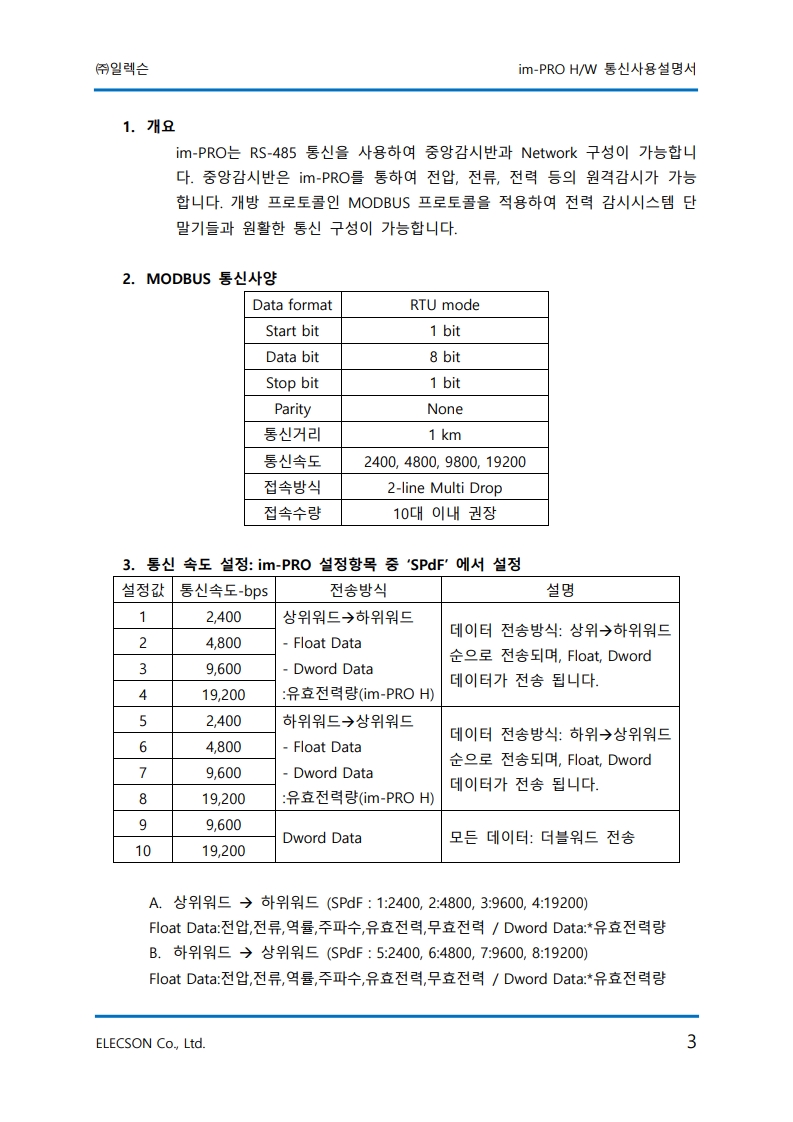 ㈜일렉슨 im-PRO H/W 통신사용설명서
1. 개요
im-PRO는 RS-485 통신을 사용하여 중앙감시반과 Network 구성이 가능합니
다. 중앙감시반은 im-PRO를 통하여 전압, 전류, 전력 등의 원격감시가 가능
합니다. 개방 프로토콜인 MODBUS 프로토콜을 적용하여 전력 감시시스템 단
말기들과 원활한 통신 구성이 가능합니다.
2. MODBUS 통신사양
Data format RTU mode
Start bit 1 bit
Data bit 8 bit
Stop bit 1 bit
Parity None
통신거리 1 km
통신속도 2400, 4800, 9800, 19200
접속방식 2-line Multi Drop
접속수량 10대 이내 권장
3. 통신 속도 설정: im-PRO 설정항목 중 ‘SPdF’ 에서 설정
설정값 통신속도-bps 전송방식 설명
1 2,400
2 4,800
3 9,600
4 19,200
상위워드→하위워드
- Float Data
- Dword Data
:유효전력량(im-PRO H)
데이터 전송방식: 상위→하위워드
순으로 전송되며, Float, Dword
데이터가 전송 됩니다.
5 2,400
6 4,800
7 9,600
8 19,200
하위워드→상위워드
- Float Data
- Dword Data
:유효전력량(im-PRO H)
데이터 전송방식: 하위→상위워드
순으로 전송되며, Float, Dword
데이터가 전송 됩니다.
9 9,600
10 19,200
Dword Data
모든 데이터: 더블워드 전송
A. 상위워드 → 하위워드 (SPdF : 1:2400, 2:4800, 3:9600, 4:19200)
Float Data:전압,전류,역률,주파수,유효전력,무효전력 / Dword Data:*유효전력량
B. 하위워드 → 상위워드 (SPdF : 5:2400, 6:4800, 7:9600, 8:19200)
Float Data:전압,전류,역률,주파수,유효전력,무효전력 / Dword Data:*유효전력량
ELECSON Co., Ltd. 3